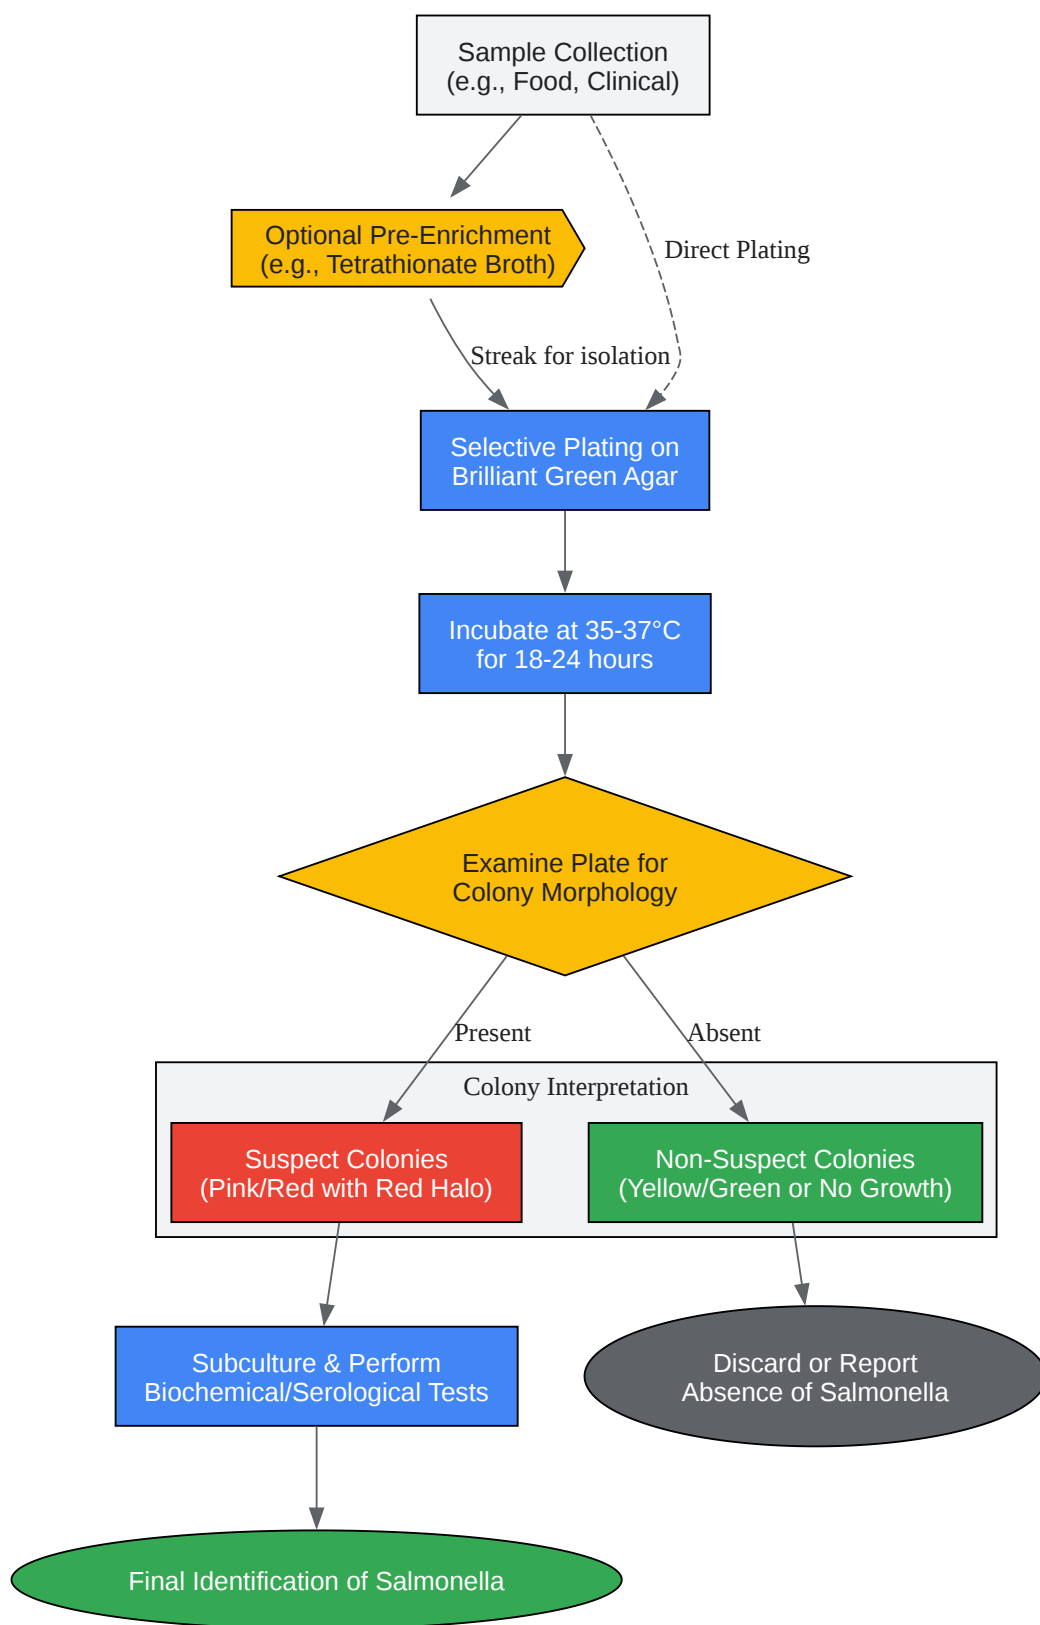 Sample Collection
(e.g., Food, Clinical)
Optional Pre-Enrichment
(e.g., Tetrathionate Broth)
Direct Plating
Streak for isolation
Selective Plating on
Brilliant Green Agar
Incubate at 35-37°C
for 18-24 hours
Examine Plate for
Colony Morphology
Present
Absent
Colony Interpretation
Suspect Colonies
(Pink/Red with Red Halo)
Non-Suspect Colonies
(Yellow/Green or No Growth)
Subculture & Perform
Biochemical/Serological Tests
Discard or Report
Absence of Salmonella
Final Identification of Salmonella